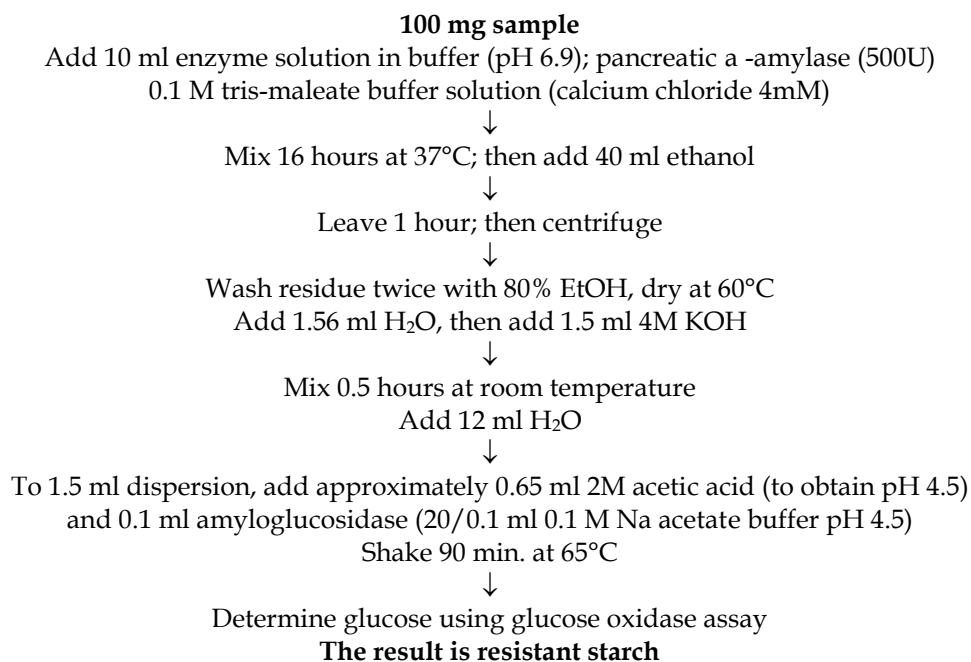 100 mg sample
Add 10 ml enzyme solution in buffer (pH 6.9); pancreatic a -amylase (500U)
0.1 M tris-maleate buffer solution (calcium chloride 4mM)
↓
Mix 16 hours at 37°C; then add 40 ml ethanol
↓
Leave 1 hour; then centrifuge
↓
Wash residue twice with 80% EtOH, dry at 60°C
Add 1.56 ml H₂O, then add 1.5 ml 4M KOH
↓
Mix 0.5 hours at room temperature
Add 12 ml H₂O
↓
To 1.5 ml dispersion, add approximately 0.65 ml 2M acetic acid (to obtain pH 4.5)
and 0.1 ml amyloglucosidase (20/0.1 ml 0.1 M Na acetate buffer pH 4.5)
Shake 90 min. at 65°C
↓
Determine glucose using glucose oxidase assay
The result is resistant starch